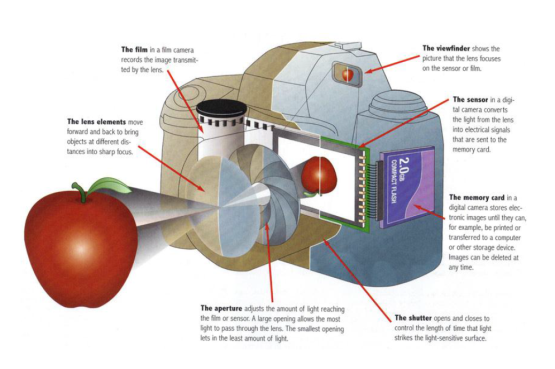 The film in a film camera
records the image transmit-
ted by the lens.
The viewfinder shows the
picture that the lens focuses
on the sensor or film.
The sensor in a digi-
tal camera converts
the light from the lens
into electrical signals
that are sent to the
memory card.
The lens elements move
forward and back to bring
objects at different dis-
tances into sharp focus.
2.0GB
COMPACT FLASH
The memory card in a
digital camera stores elec-
tronic images until they can,
for example, be printed or
transferred to a computer
or other storage device.
Images can be deleted at
any time.
The aperture adjusts the amount of light reaching
the film or sensor. A large opening allows the most
light to pass through the lens. The smallest opening
lets in the least amount of light.
The shutter opens and closes to
control the length of time that light
strikes the light-sensitive surface.